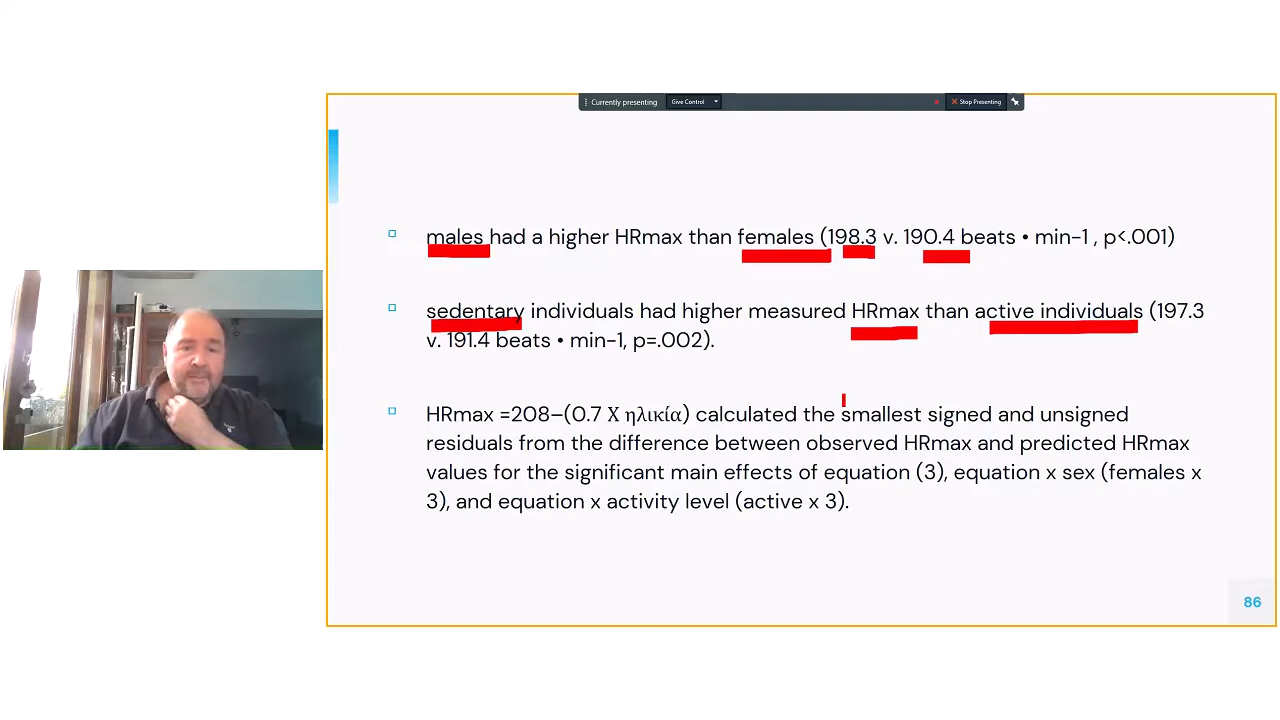 Currently presenting Give Control Stop Presenting
males had a higher HRmax than females (198.3 v. 190.4 beats • min-1 , p<.001)
sedentary individuals had higher measured HRmax than active individuals (197.3
v. 191.4 beats • min-1, p=.002).
HRmax =208–(0.7 Χ ηλικία) calculated the smallest signed and unsigned
residuals from the difference between observed HRmax and predicted HRmax
values for the significant main effects of equation (3), equation x sex (females x
3), and equation x activity level (active x 3).
86